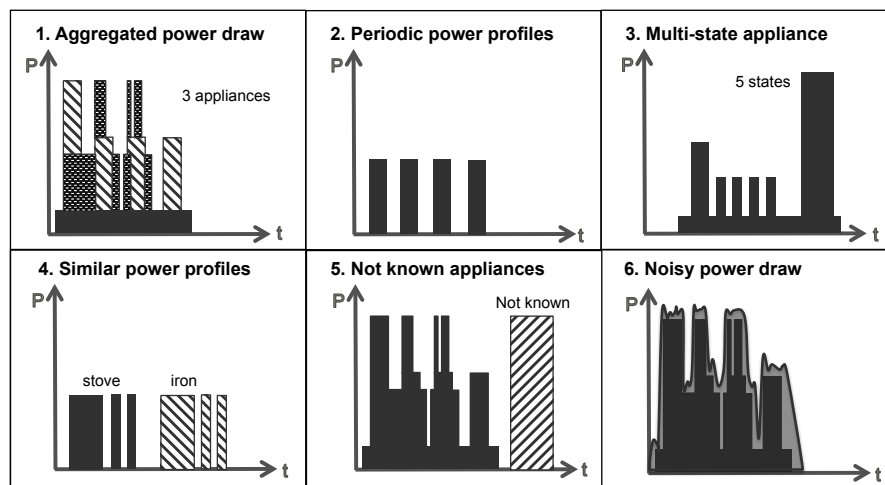 1. Aggregated power draw
P
3 appliances
t
2. Periodic power profiles
P
t
3. Multi-state appliance
P
5 states
t
4. Similar power profiles
P
stove
iron
t
5. Not known appliances
P
Not known
t
6. Noisy power draw
P
t